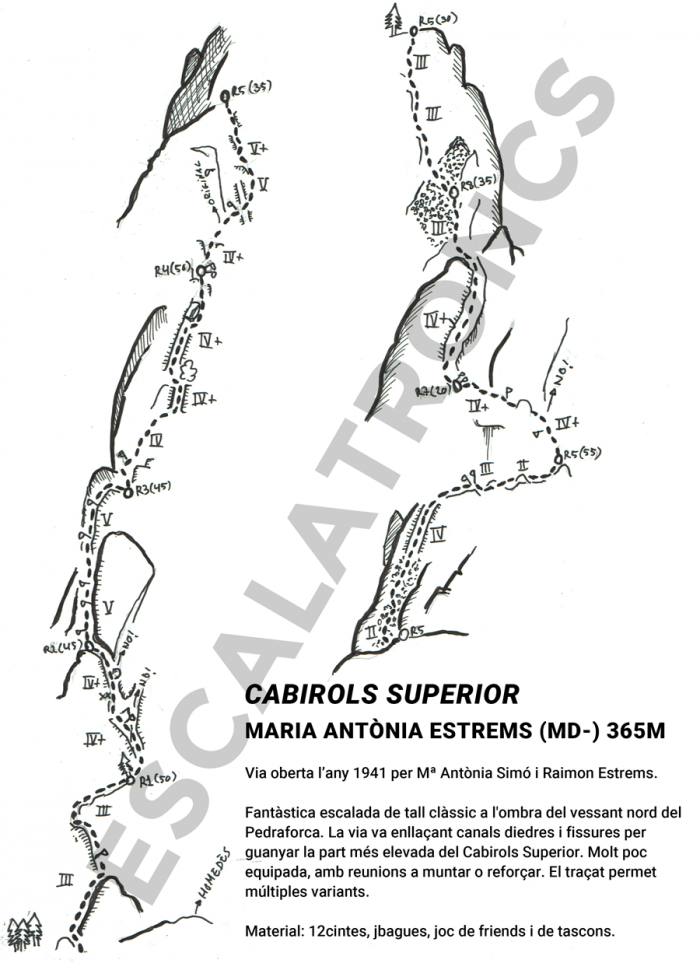 R5(30)
III
III
R8(35)
III
IV+
R7(20)
P
NO!
IV+
IV+
R5(55)
III
II
IV
II
R5
R5(35)
V+
V
ORIGINAL
IV+
R4(50)
IV+
IV+
IV
R3(45)
V
V
R2(45)
NO!
IV+
NO!
IV+
R1(50)
III
III
HOMEDÈS
ESCALATRONICS
CABIROLS SUPERIOR
MARIA ANTÒNIA ESTREMS (MD-) 365M
Via oberta l'any 1941 per Mª Antònia Simó i Raimon Estrems.
Fantàstica escalada de tall clàssic a l'ombra del vessant nord del
Pedraforca. La via va enllaçant canals diedres i fissures per
guanyar la part més elevada del Cabirols Superior. Molt poc
equipada, amb reunions a muntar o reforçar. El traçat permet
múltiples variants.
Material: 12cintes, jbagues, joc de friends i de tascons.